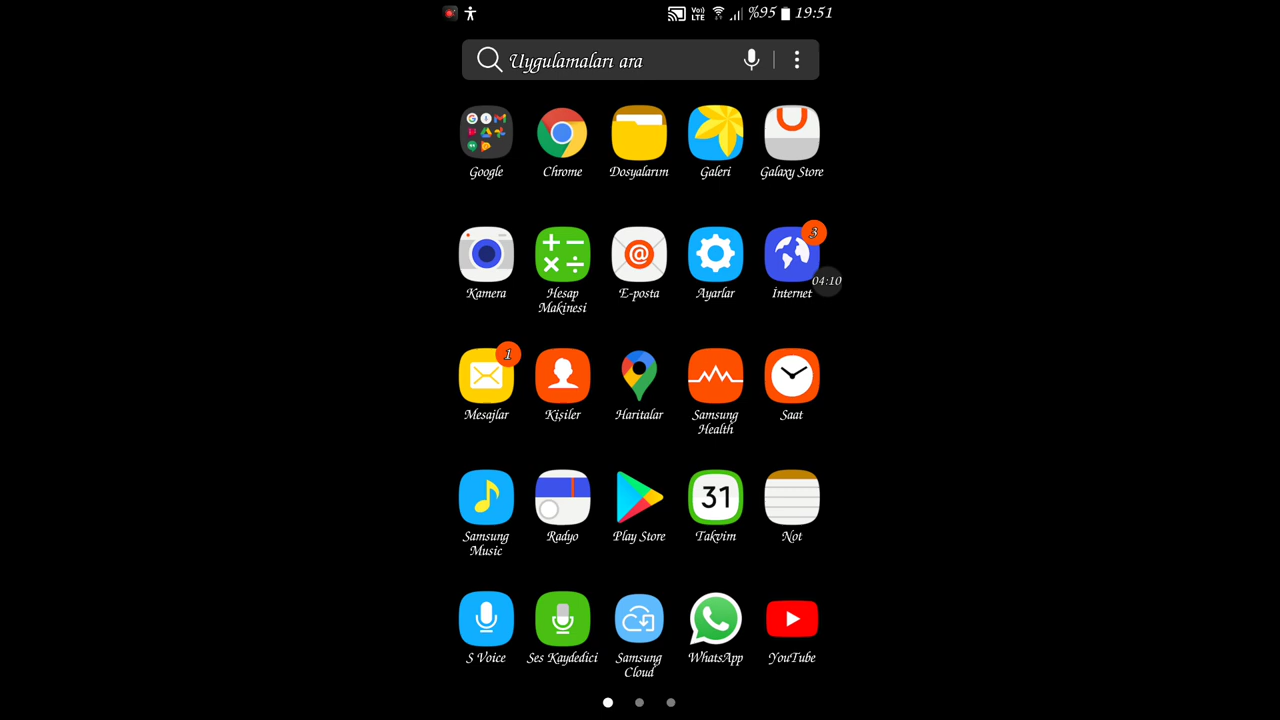 Vo))
LTE
%95
19:51
Uygulamaları ara
Google
Chrome
Dosyalarım
Galeri
Galaxy Store
Kamera
Hesap
Makinesi
E-posta
Ayarlar
3
İnternet
04:10
1
Mesajlar
Kişiler
Haritalar
Samsung
Health
Saat
Samsung
Music
Radyo
Play Store
31
Takvim
Not
S Voice
Ses Kaydedici
Samsung
Cloud
WhatsApp
YouTube